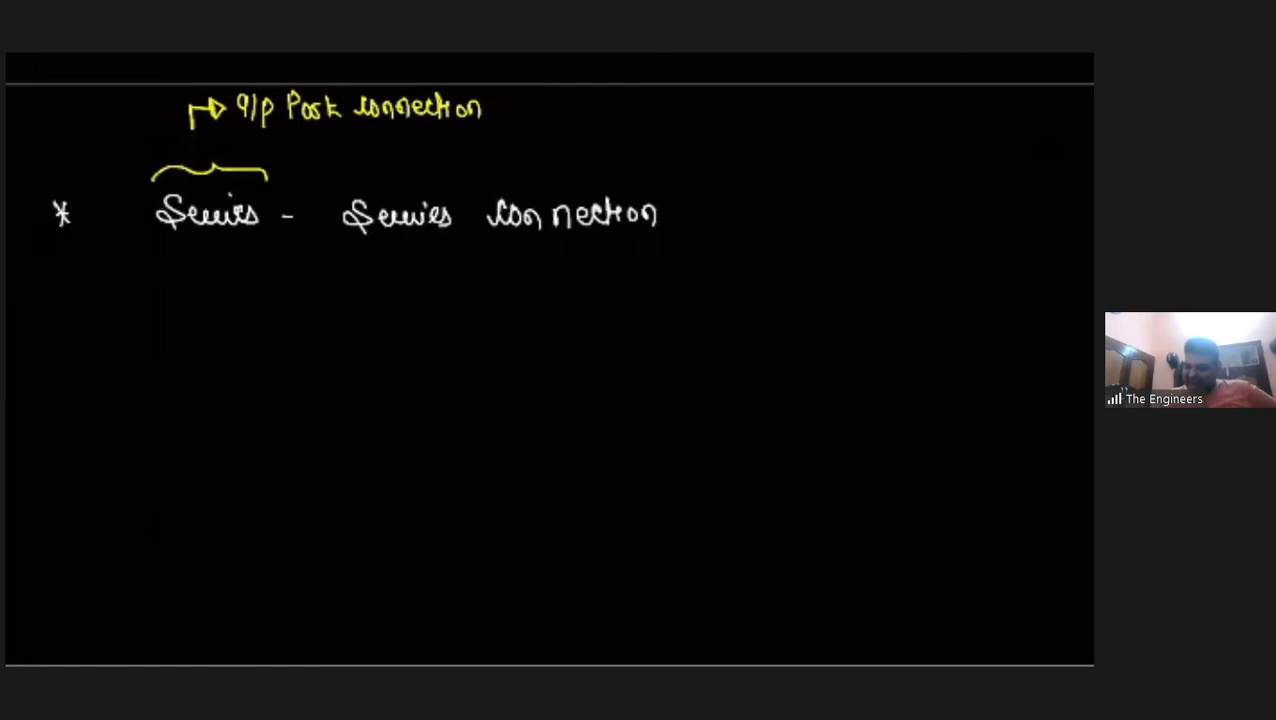 I/p Port connection
* Series - Series connection
The Engineers